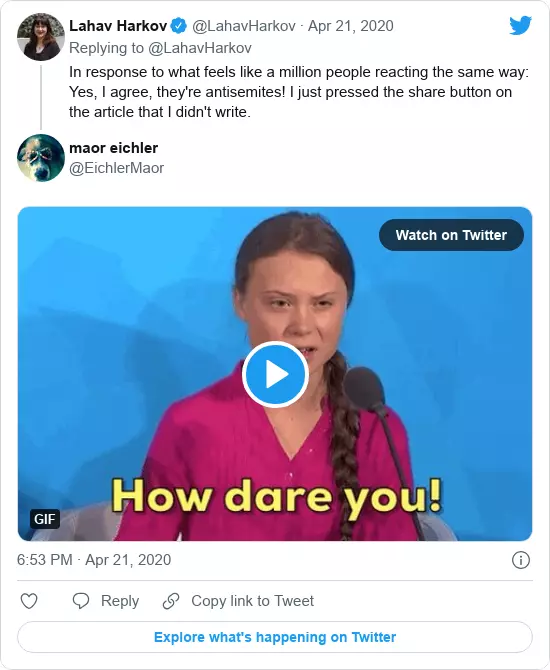 Lahav Harkov @LahavHarkov · Apr 21, 2020
Replying to @LahavHarkov
In response to what feels like a million people reacting the same way:
Yes, I agree, they're antisemites! I just pressed the share button on
the article that I didn't write.
maor eichler
@EichlerMaor
Watch on Twitter
How dare you!
GIF
6:53 PM · Apr 21, 2020
Reply
Copy link to Tweet
Explore what's happening on Twitter